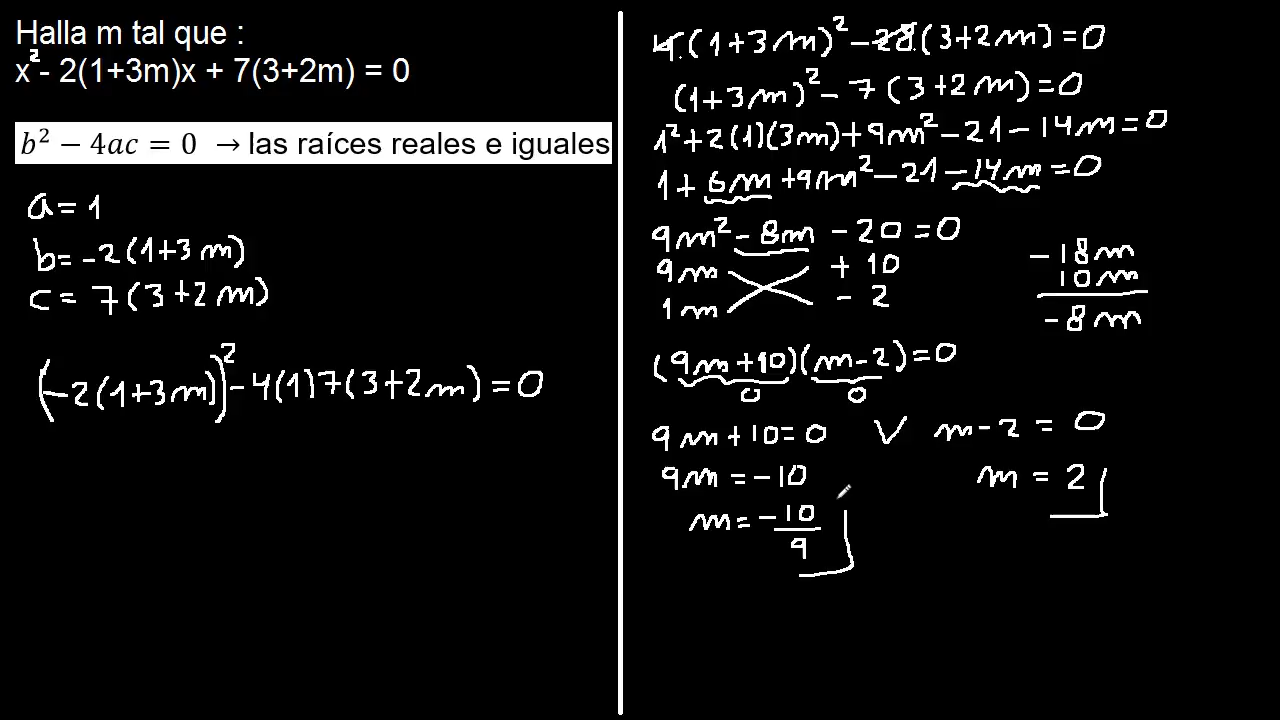 Halla m tal que :
x² - 2(1+3m)x + 7(3+2m) = 0
b² − 4ac = 0 → las raíces reales e iguales
a = 1
b = -2(1+3m)
c = 7(3+2m)
(-2(1+3m))² - 4(1)7(3+2m) = 0
4.(1+3m)² - 28.(3+2m) = 0
(1+3m)² - 7(3+2m) = 0
1² + 2(1)(3m) + 9m² - 21 - 14m = 0
1 + 6m + 9m² - 21 - 14m = 0
9m² - 8m - 20 = 0
9m + 10
1m - 2
-18m
10m
-8m
(9m+10)(m-2) = 0
0 0
9m + 10 = 0 V m - 2 = 0
9m = -10 m = 2
m = -10/9